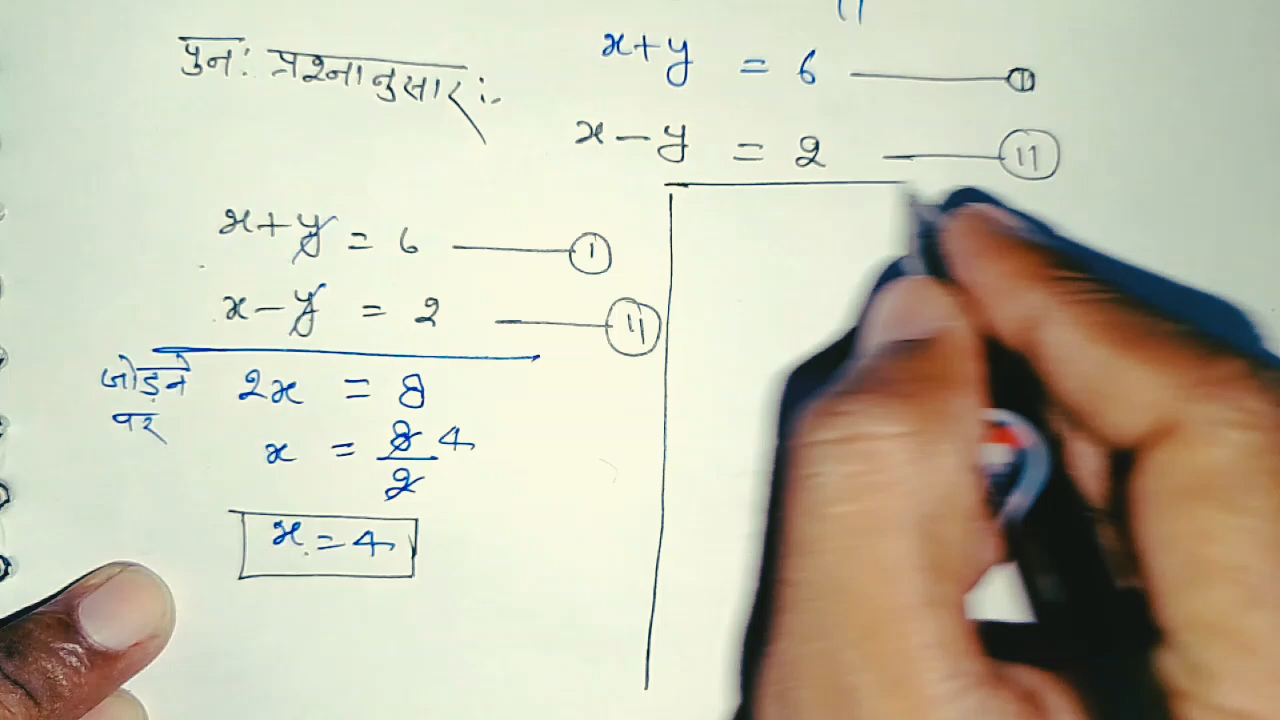 पुनः प्रश्नानुसार :-
x+y = 6 — (I)
x-y = 2 — (II)
x+y = 6 — (I)
x-y = 2 — (II)
जोड़ने पर 2x = 8
x = 8/2 4
x = 4